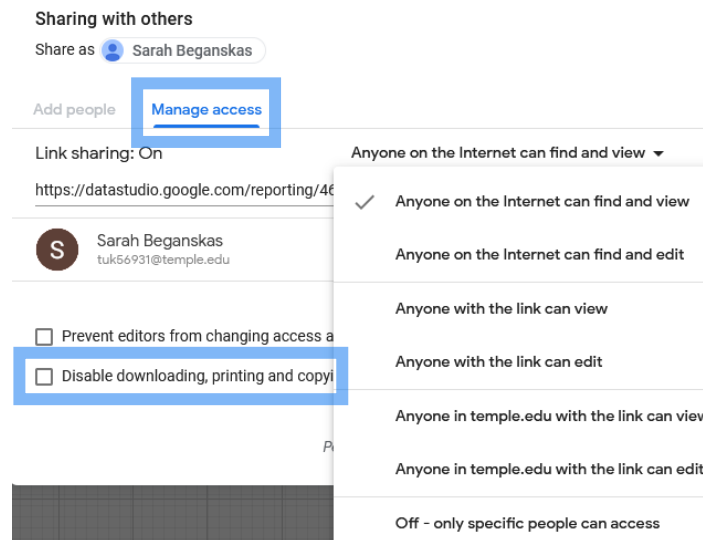 Sharing with others
Share as Sarah Beganskas
Add people Manage access
Link sharing: On Anyone on the Internet can find and view
https://datastudio.google.com/reporting/46
Anyone on the Internet can find and view
S Sarah Beganskas
tuk56931@temple.edu
Anyone on the Internet can find and edit
Anyone with the link can view
Prevent editors from changing access a
Anyone with the link can edit
Disable downloading, printing and copyi
Anyone in temple.edu with the link can view
Anyone in temple.edu with the link can edit
Off - only specific people can access